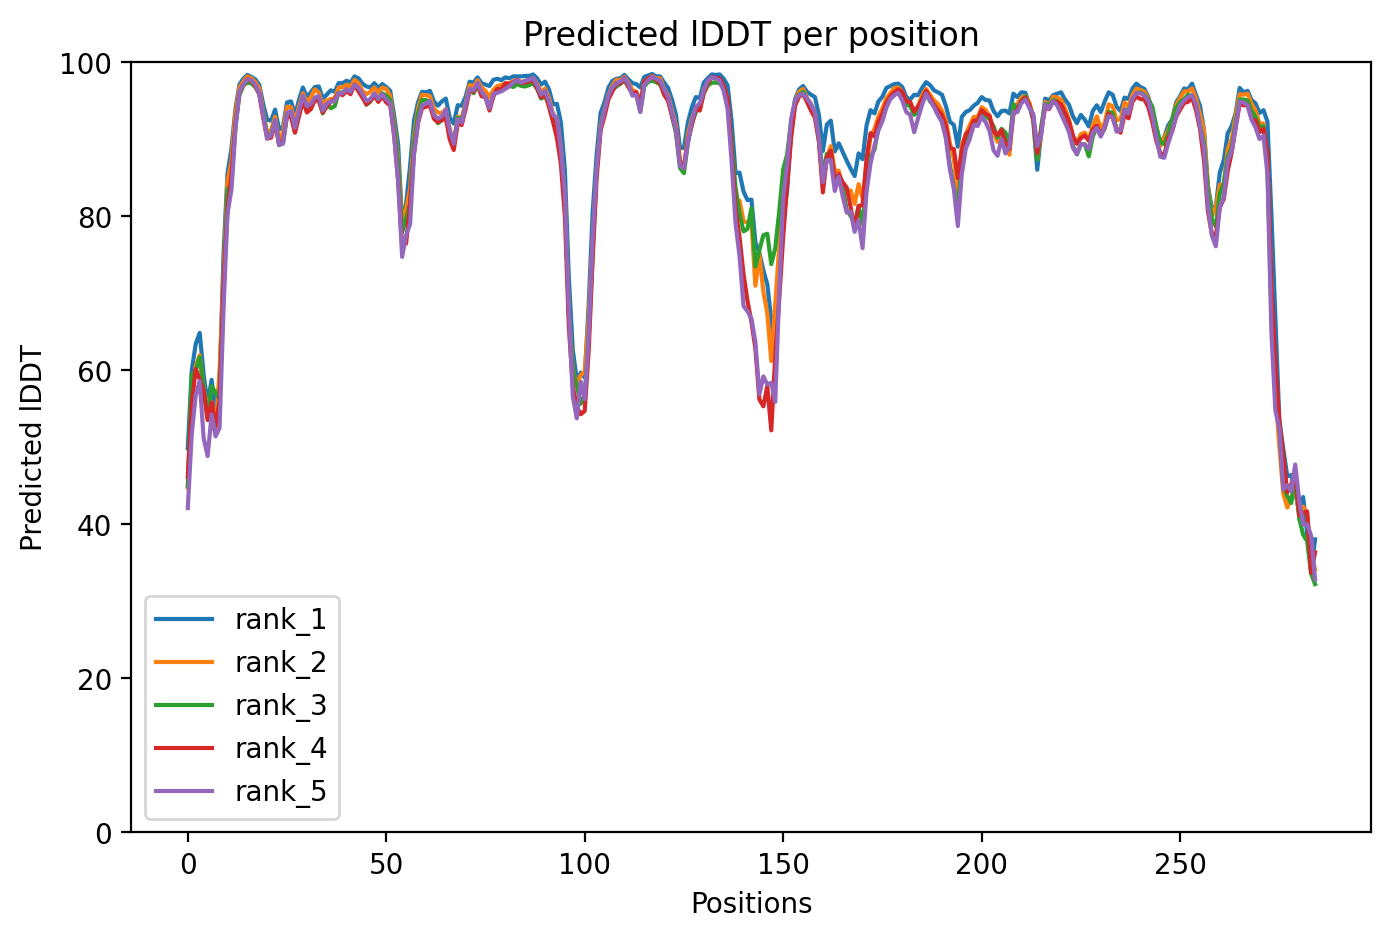 Predicted lDDT per position
100
80
60
40
20
0
Predicted lDDT
rank_1
rank_2
rank_3
rank_4
rank_5
0 50 100 150 200 250
Positions